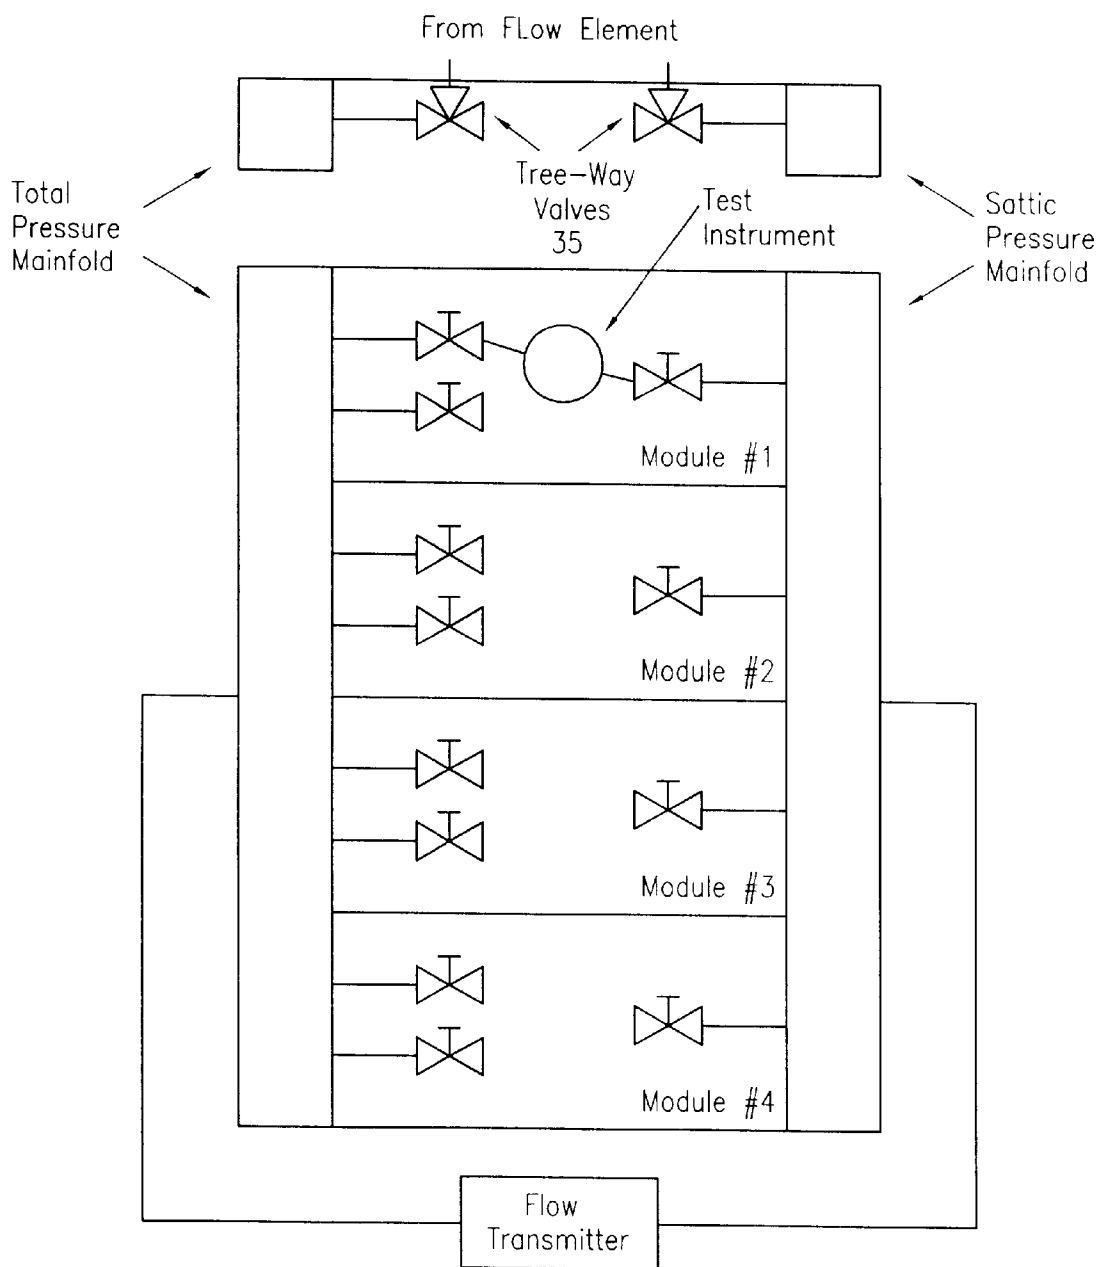 From FLow Element
Tree-Way
Valves
35
Total
Pressure
Mainfold
Test
Instrument
Sattic
Pressure
Mainfold
Module #1
Module #2
Module #3
Module #4
Flow
Transmitter